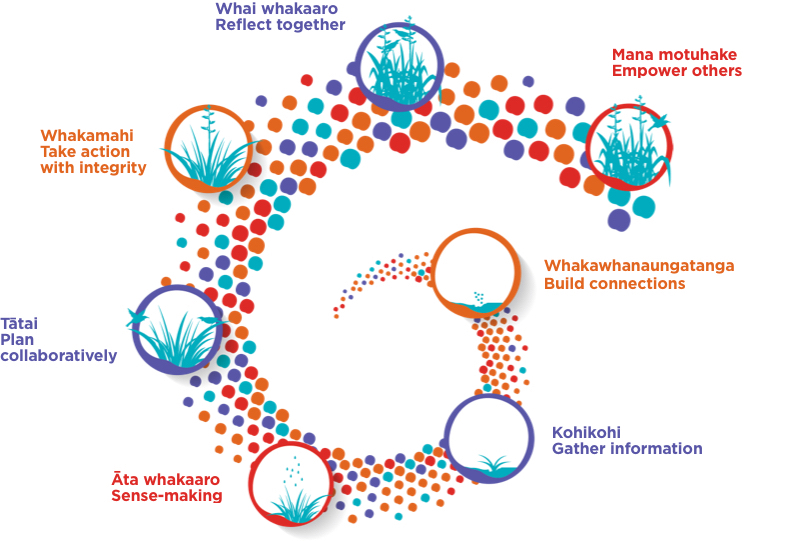 Whai whakaaro
Reflect together
Mana motuhake
Empower others
Whakamahi
Take action
with integrity
Whakawhanaungatanga
Build connections
Tātai
Plan
collaboratively
Kohikohi
Gather information
Āta whakaaro
Sense-making